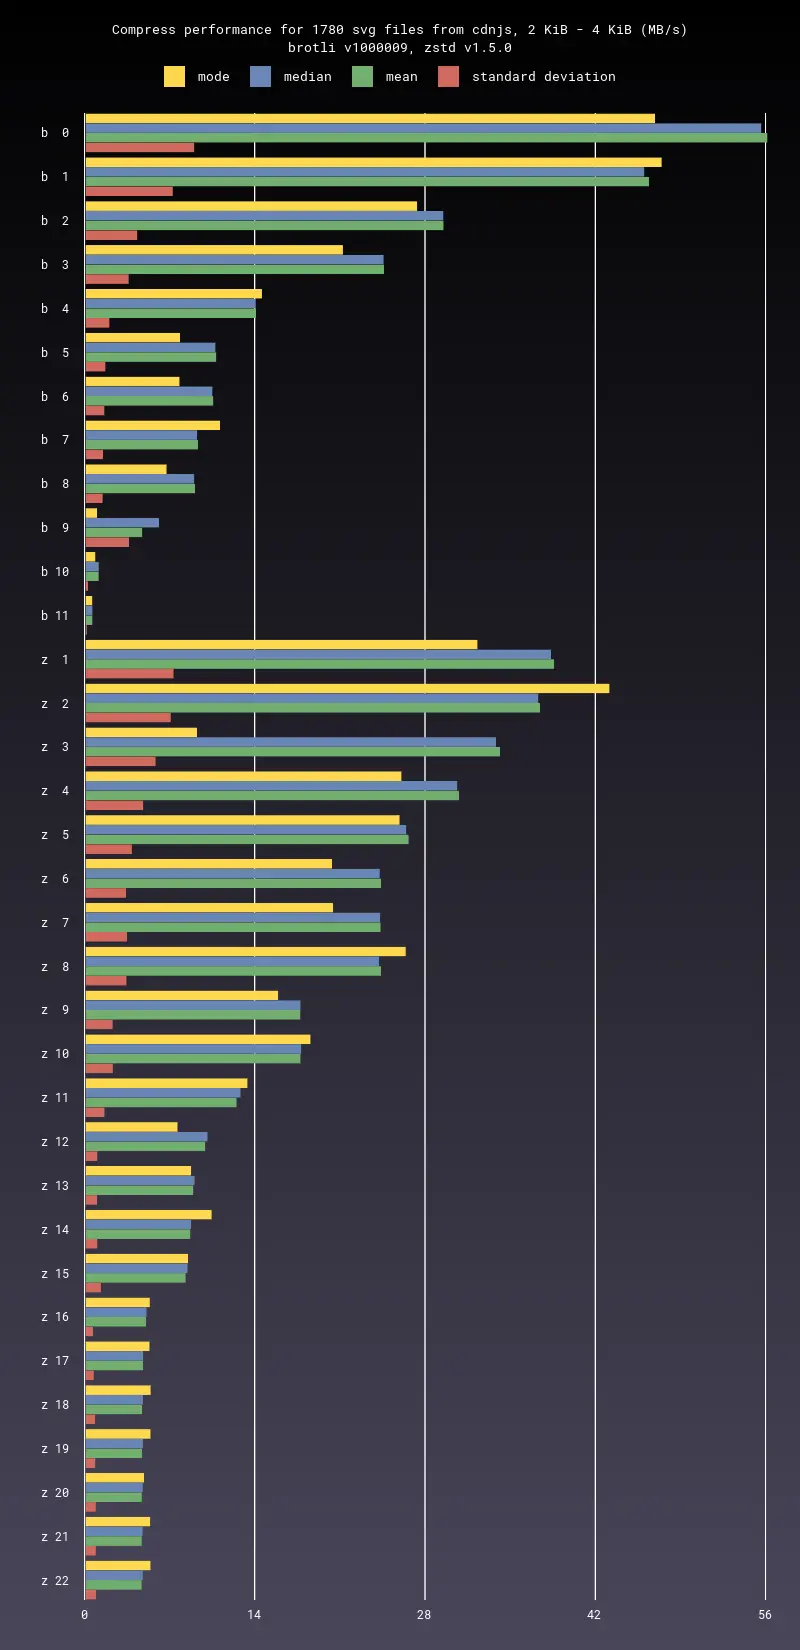 Compress performance for 1780 svg files from cdnjs, 2 KiB - 4 KiB (MB/s)
brotli v1000009, zstd v1.5.0
mode median mean standard deviation
b 0
b 1
b 2
b 3
b 4
b 5
b 6
b 7
b 8
b 9
b 10
b 11
z 1
z 2
z 3
z 4
z 5
z 6
z 7
z 8
z 9
z 10
z 11
z 12
z 13
z 14
z 15
z 16
z 17
z 18
z 19
z 20
z 21
z 22
0 14 28 42 56